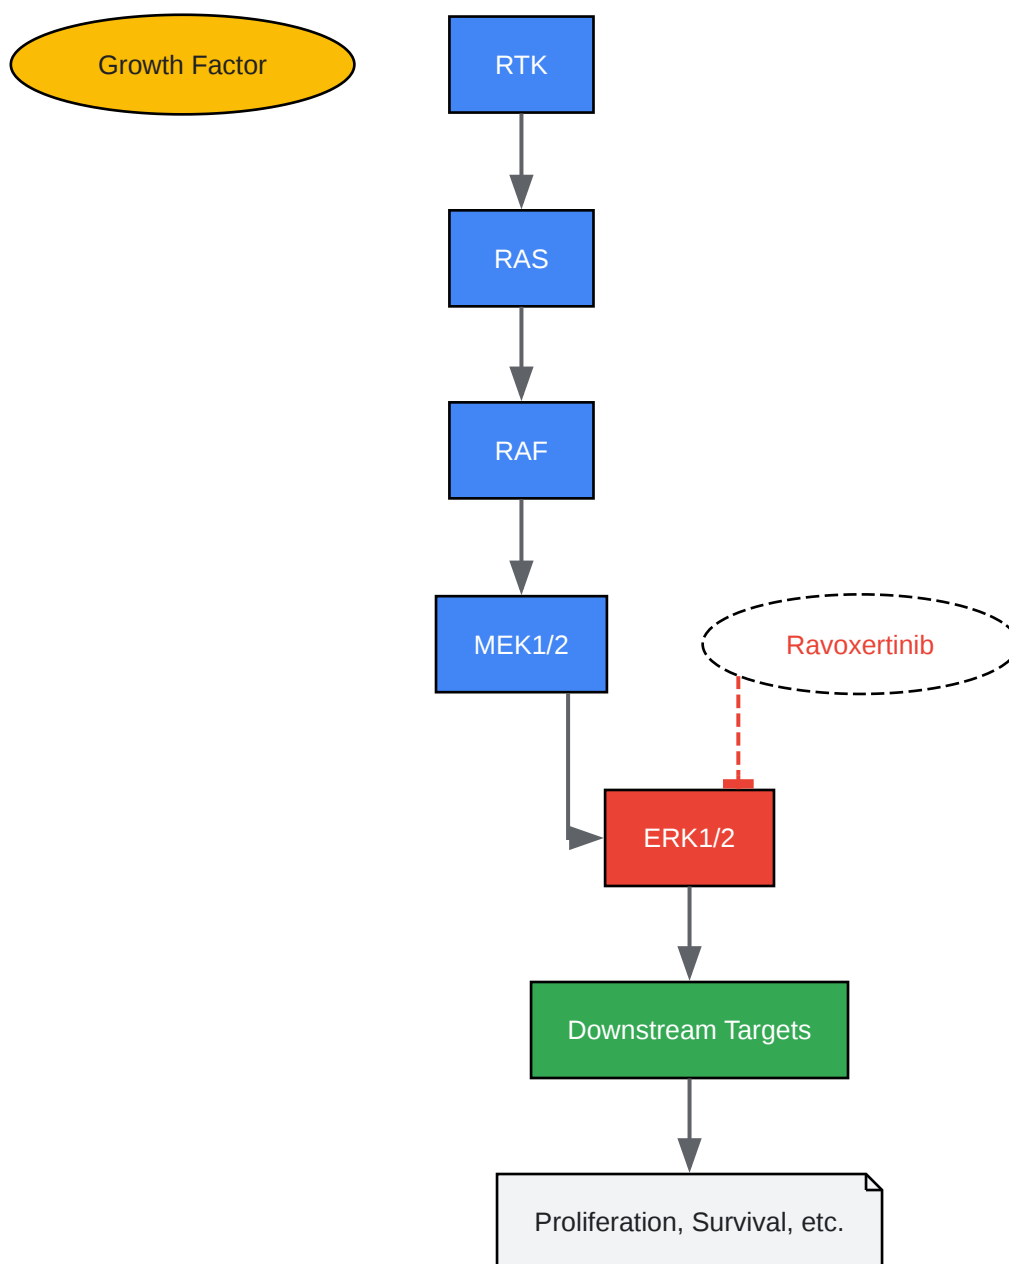 Growth Factor
RTK
RAS
RAF
MEK1/2
Ravoxertinib
ERK1/2
Downstream Targets
Proliferation, Survival, etc.